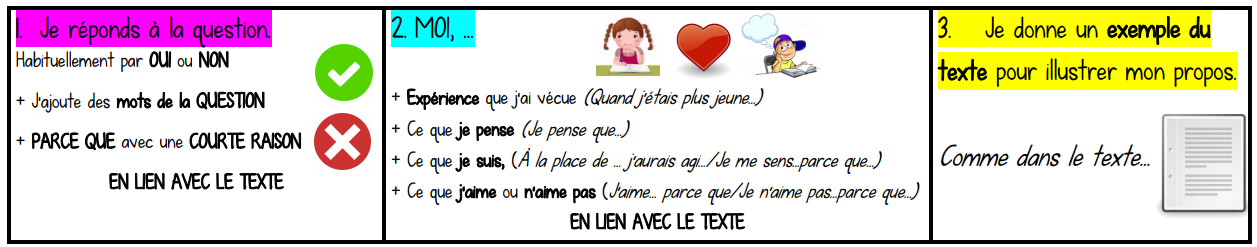 1. Je réponds à la question.
Habituellement par OUI ou NON
+ J'ajoute des mots de la QUESTION
+ PARCE QUE avec une COURTE RAISON
EN LIEN AVEC LE TEXTE
2. MOI, ...
+ Expérience que j'ai vécue (Quand j'étais plus jeune...)
+ Ce que je pense (Je pense que...)
+ Ce que je suis, (À la place de ... j'aurais agi.../Je me sens...parce que...)
+ Ce que j'aime ou n'aime pas (J'aime... parce que/Je n'aime pas...parce que...)
EN LIEN AVEC LE TEXTE
3. Je donne un exemple du
texte pour illustrer mon propos.
Comme dans le texte...